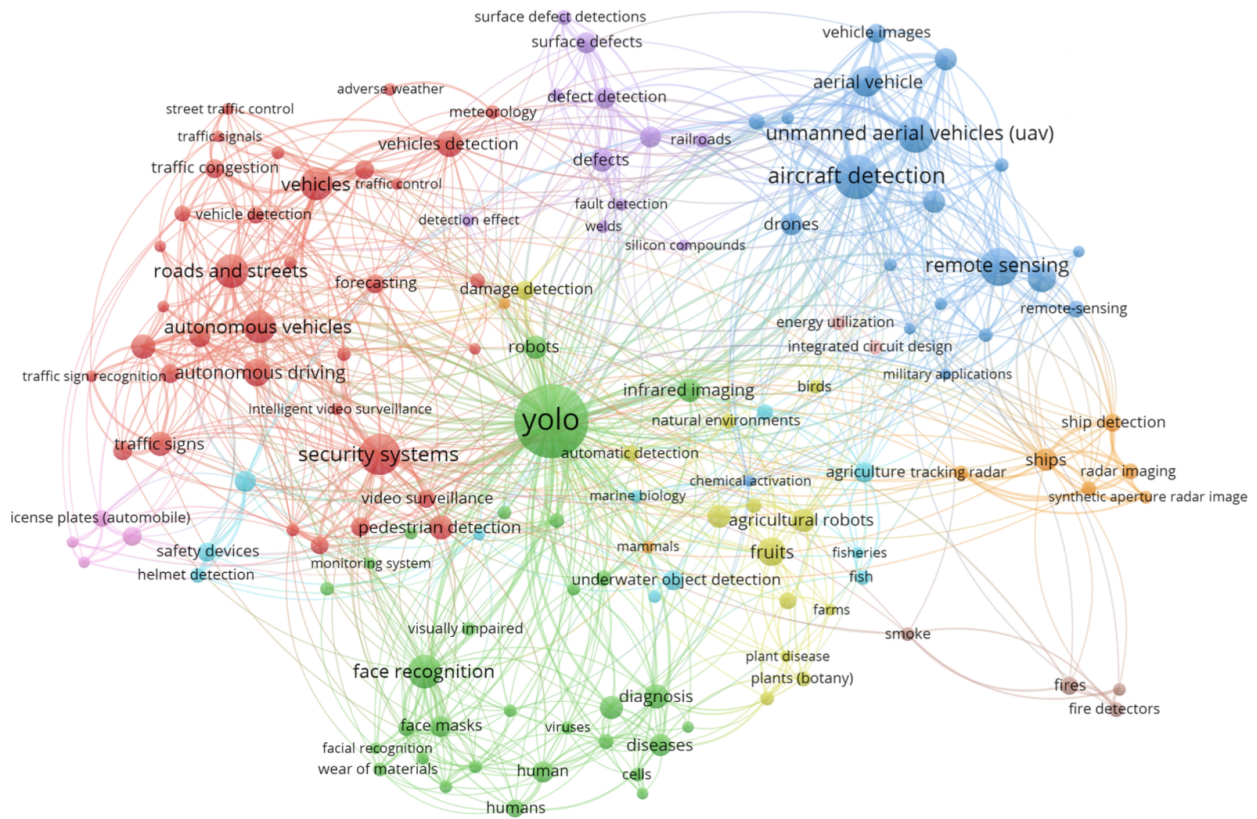 surface defect detections
surface defects
vehicle images
aerial vehicle
adverse weather
defect detection
street traffic control
meteorology
traffic signals
vehicles detection
unmanned aerial vehicles (uav)
railroads
traffic congestion
defects
vehicles
traffic control
aircraft detection
fault detection
vehicle detection
detection effect
welds
drones
silicon compounds
roads and streets
remote sensing
forecasting
damage detection
remote-sensing
autonomous vehicles
energy utilization
robots
integrated circuit design
traffic sign recognition
autonomous driving
military applications
infrared imaging
birds
intelligent video surveillance
yolo
natural environments
ship detection
traffic signs
security systems
automatic detection
ships
agriculture
tracking radar
radar imaging
chemical activation
video surveillance
marine biology
synthetic aperture radar image
icense plates (automobile)
pedestrian detection
agricultural robots
safety devices
mammals
fruits
fisheries
helmet detection
monitoring system
underwater object detection
fish
farms
visually impaired
smoke
plant disease
face recognition
plants (botany)
fires
diagnosis
fire detectors
face masks
viruses
facial recognition
diseases
wear of materials
human
cells
humans